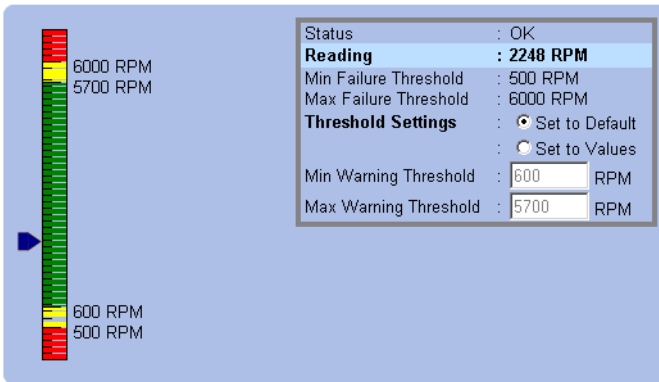 6000 RPM
5700 RPM
600 RPM
500 RPM
Status : OK
Reading : 2248 RPM
Min Failure Threshold : 500 RPM
Max Failure Threshold : 6000 RPM
Threshold Settings : Set to Default
: Set to Values
Min Warning Threshold : 600 RPM
Max Warning Threshold : 5700 RPM